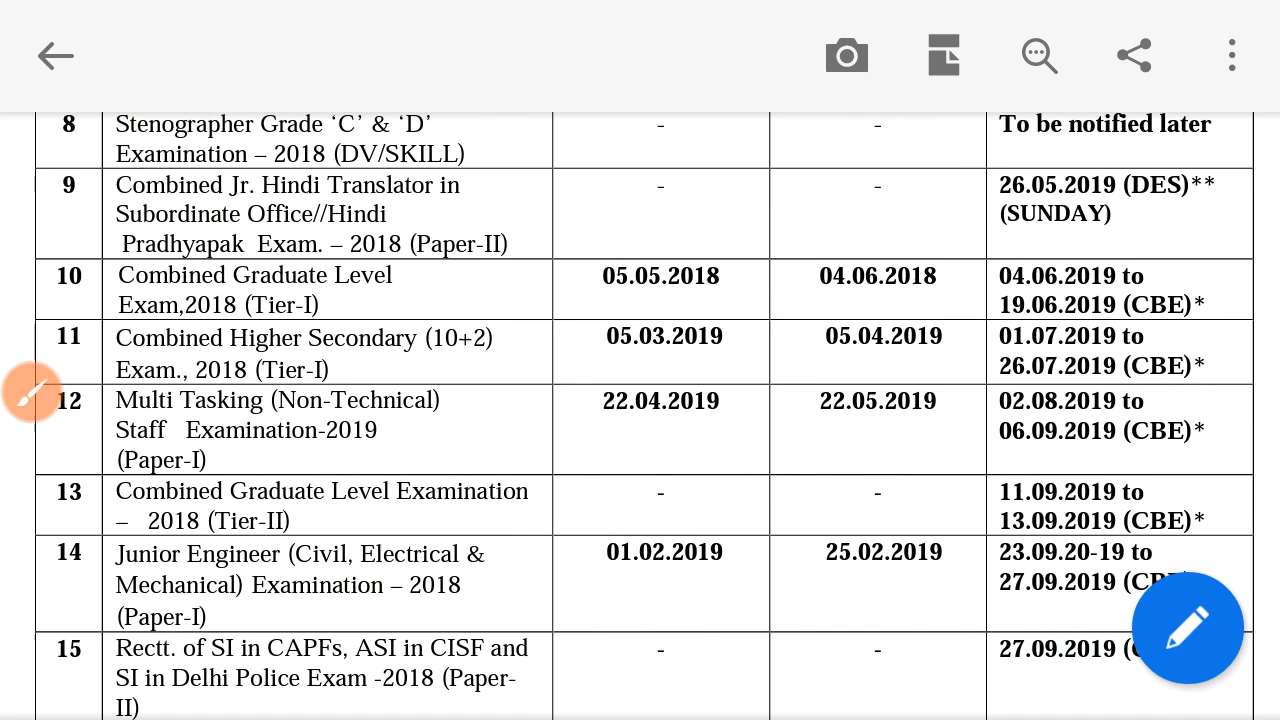 8 Stenographer Grade ‘C’ & ‘D’ - - To be notified later
Examination – 2018 (DV/SKILL)
9 Combined Jr. Hindi Translator in - - 26.05.2019 (DES)**
Subordinate Office//Hindi (SUNDAY)
Pradhyapak Exam. – 2018 (Paper-II)
10 Combined Graduate Level 05.05.2018 04.06.2018 04.06.2019 to
Exam,2018 (Tier-I) 19.06.2019 (CBE)*
11 Combined Higher Secondary (10+2) 05.03.2019 05.04.2019 01.07.2019 to
Exam., 2018 (Tier-I) 26.07.2019 (CBE)*
12 Multi Tasking (Non-Technical) 22.04.2019 22.05.2019 02.08.2019 to
Staff Examination-2019 06.09.2019 (CBE)*
(Paper-I)
13 Combined Graduate Level Examination - - 11.09.2019 to
– 2018 (Tier-II) 13.09.2019 (CBE)*
14 Junior Engineer (Civil, Electrical & 01.02.2019 25.02.2019 23.09.20-19 to
Mechanical) Examination – 2018 27.09.2019
(Paper-I)
15 Rectt. of SI in CAPFs, ASI in CISF and - - 27.09.2019
SI in Delhi Police Exam -2018 (Paper-
II)